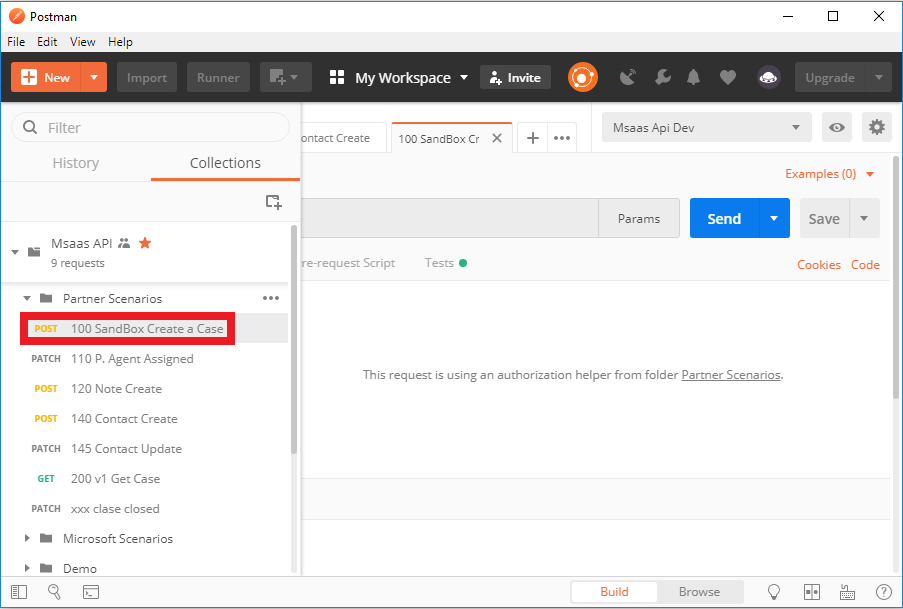 Postman
File Edit View Help
New Import Runner My Workspace Invite Upgrade
Filter
History Collections
ontact Create 100 SandBox Cr Msaas Api Dev
Examples (0)
Params Send Save
re-request Script Tests Cookies Code
Msaas API
9 requests
Partner Scenarios
POST 100 SandBox Create a Case
PATCH 110 P. Agent Assigned
POST 120 Note Create
POST 140 Contact Create
PATCH 145 Contact Update
GET 200 v1 Get Case
PATCH xxx clase closed
Microsoft Scenarios
Demo
This request is using an authorization helper from folder Partner Scenarios.
Build Browse